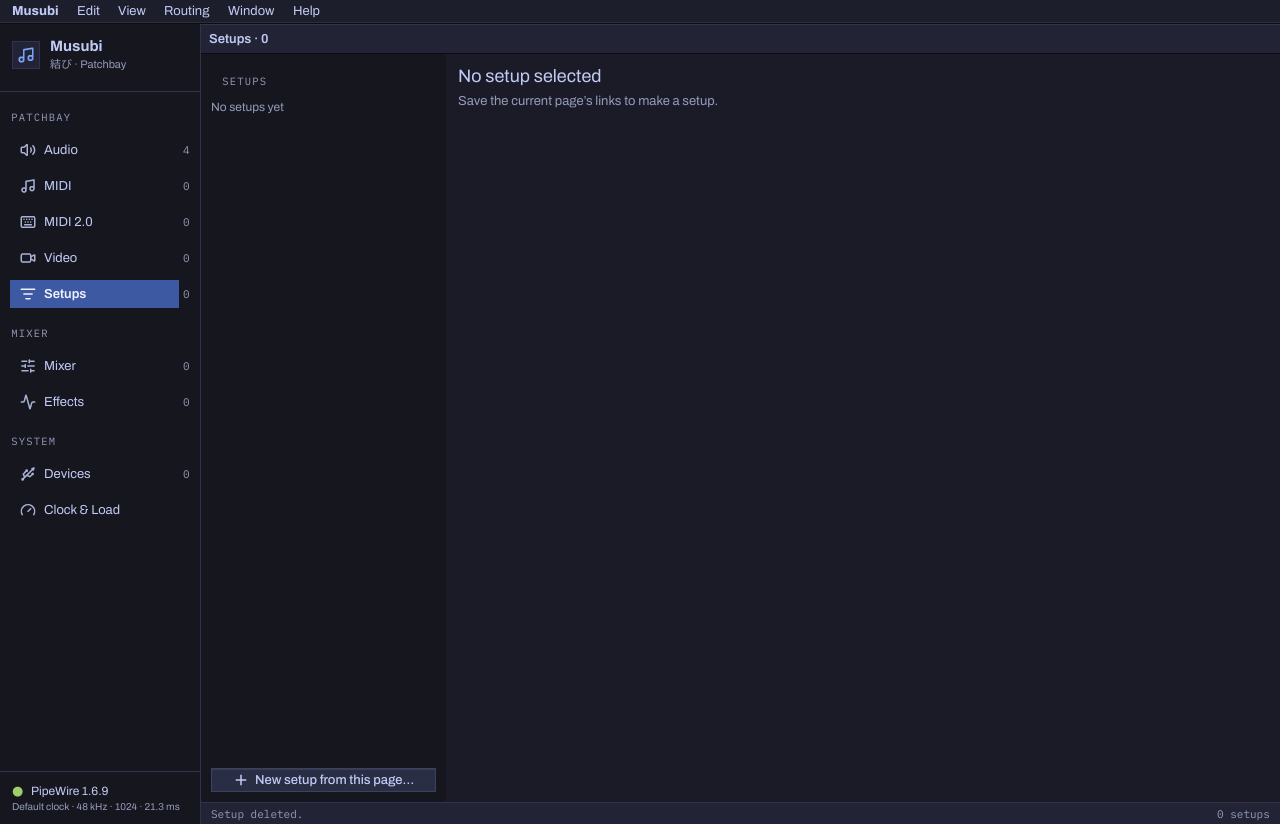 Musubi Edit View Routing Window Help
Musubi
結び · Patchbay
PATCHBAY
Audio 4
MIDI 0
MIDI 2.0 0
Video 0
Setups 0
MIXER
Mixer 0
Effects 0
SYSTEM
Devices 0
Clock & Load
PipeWire 1.6.9
Default clock · 48 kHz · 1024 · 21.3 ms
Setups · 0
SETUPS
No setups yet
New setup from this page…
No setup selected
Save the current page's links to make a setup.
Setup deleted.
0 setups